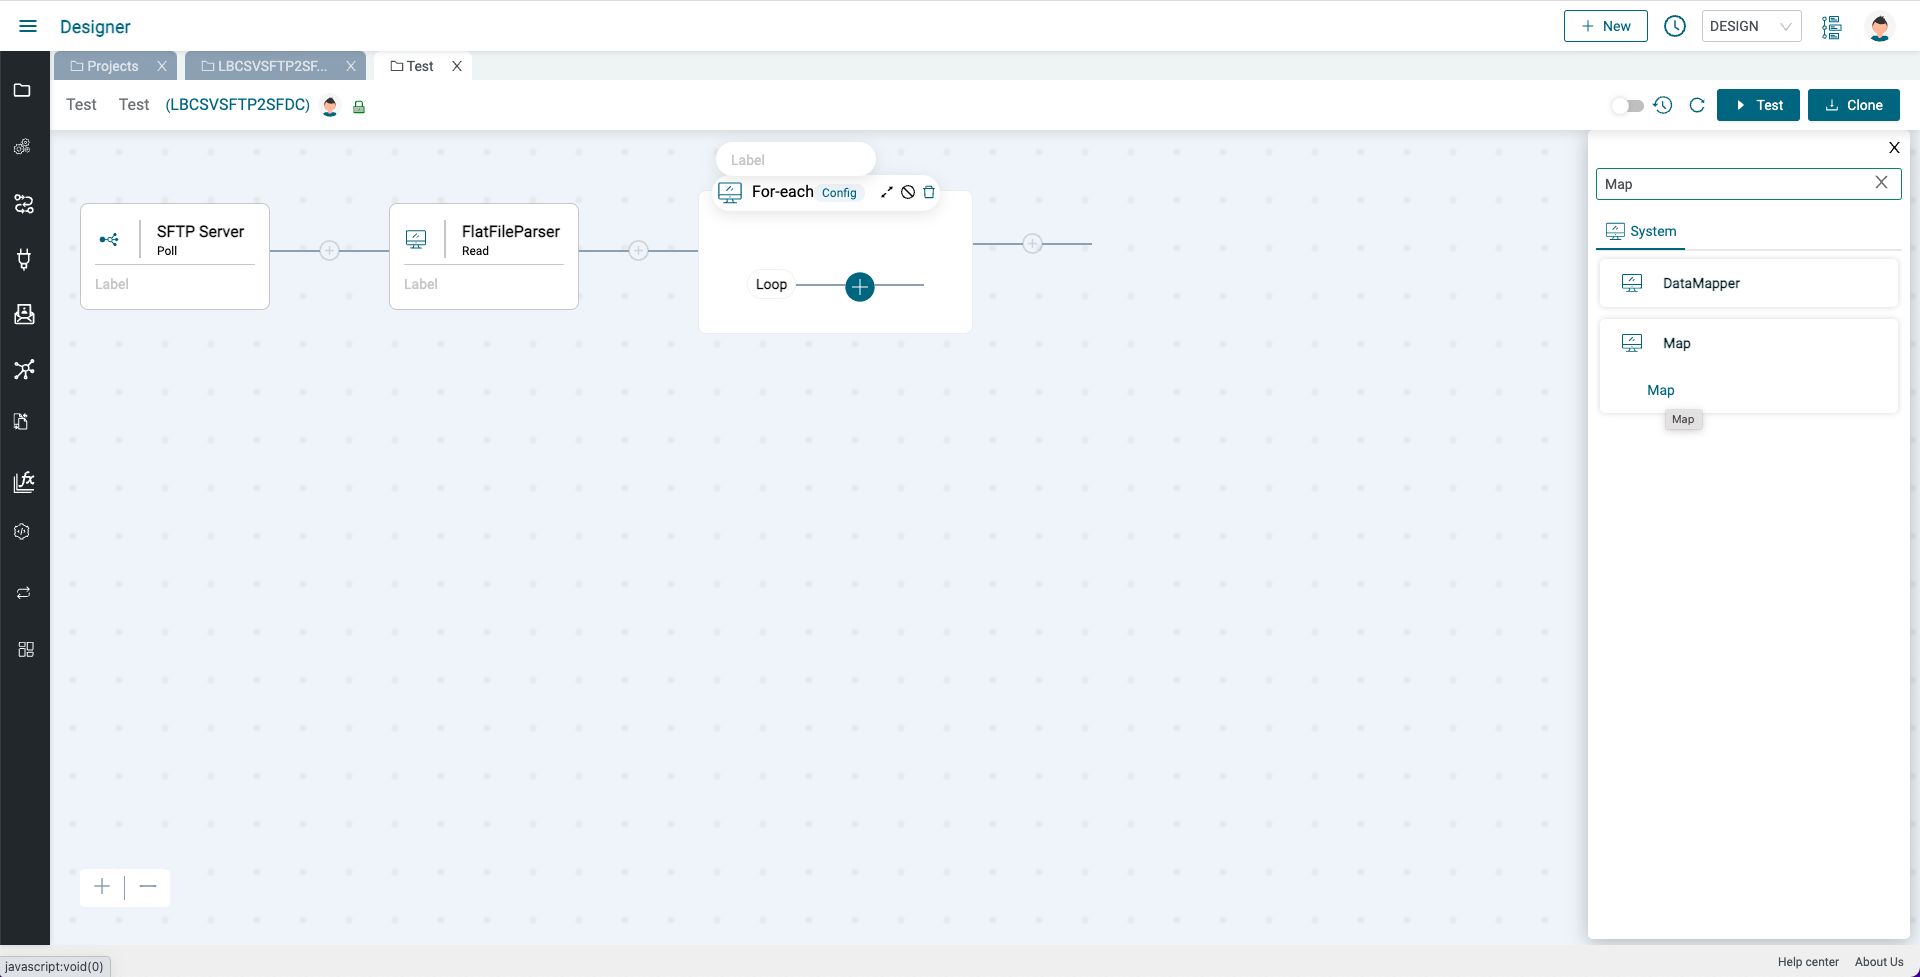 Designer
New
DESIGN
Projects
LBCSVSFTP2SF...
Test
Test Test (LBCSVSFTP2SFDC)
Test
Clone
SFTP Server
Poll
Label
FlatFileParser
Read
Label
Label
For-each Config
Loop
X
Map
System
DataMapper
Map
Map
Map
javascript:void(0)
Help center About Us